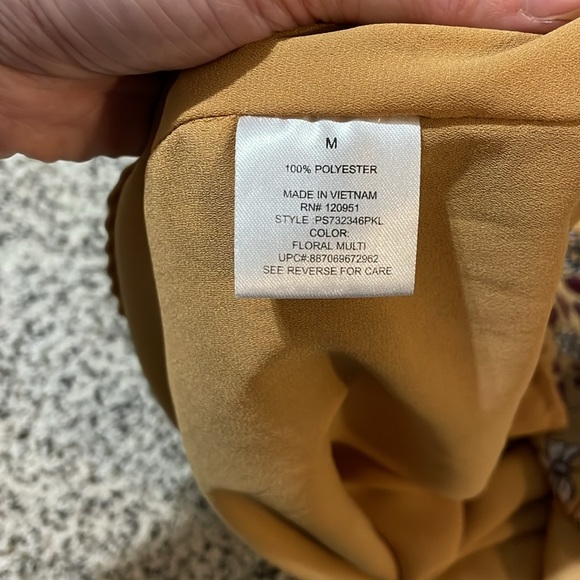 M
100% POLYESTER
MADE IN VIETNAM
RN# 120951
STYLE :PS732346PKL
COLOR:
FLORAL MULTI
UPC#:887069672962
SEE REVERSE FOR CARE